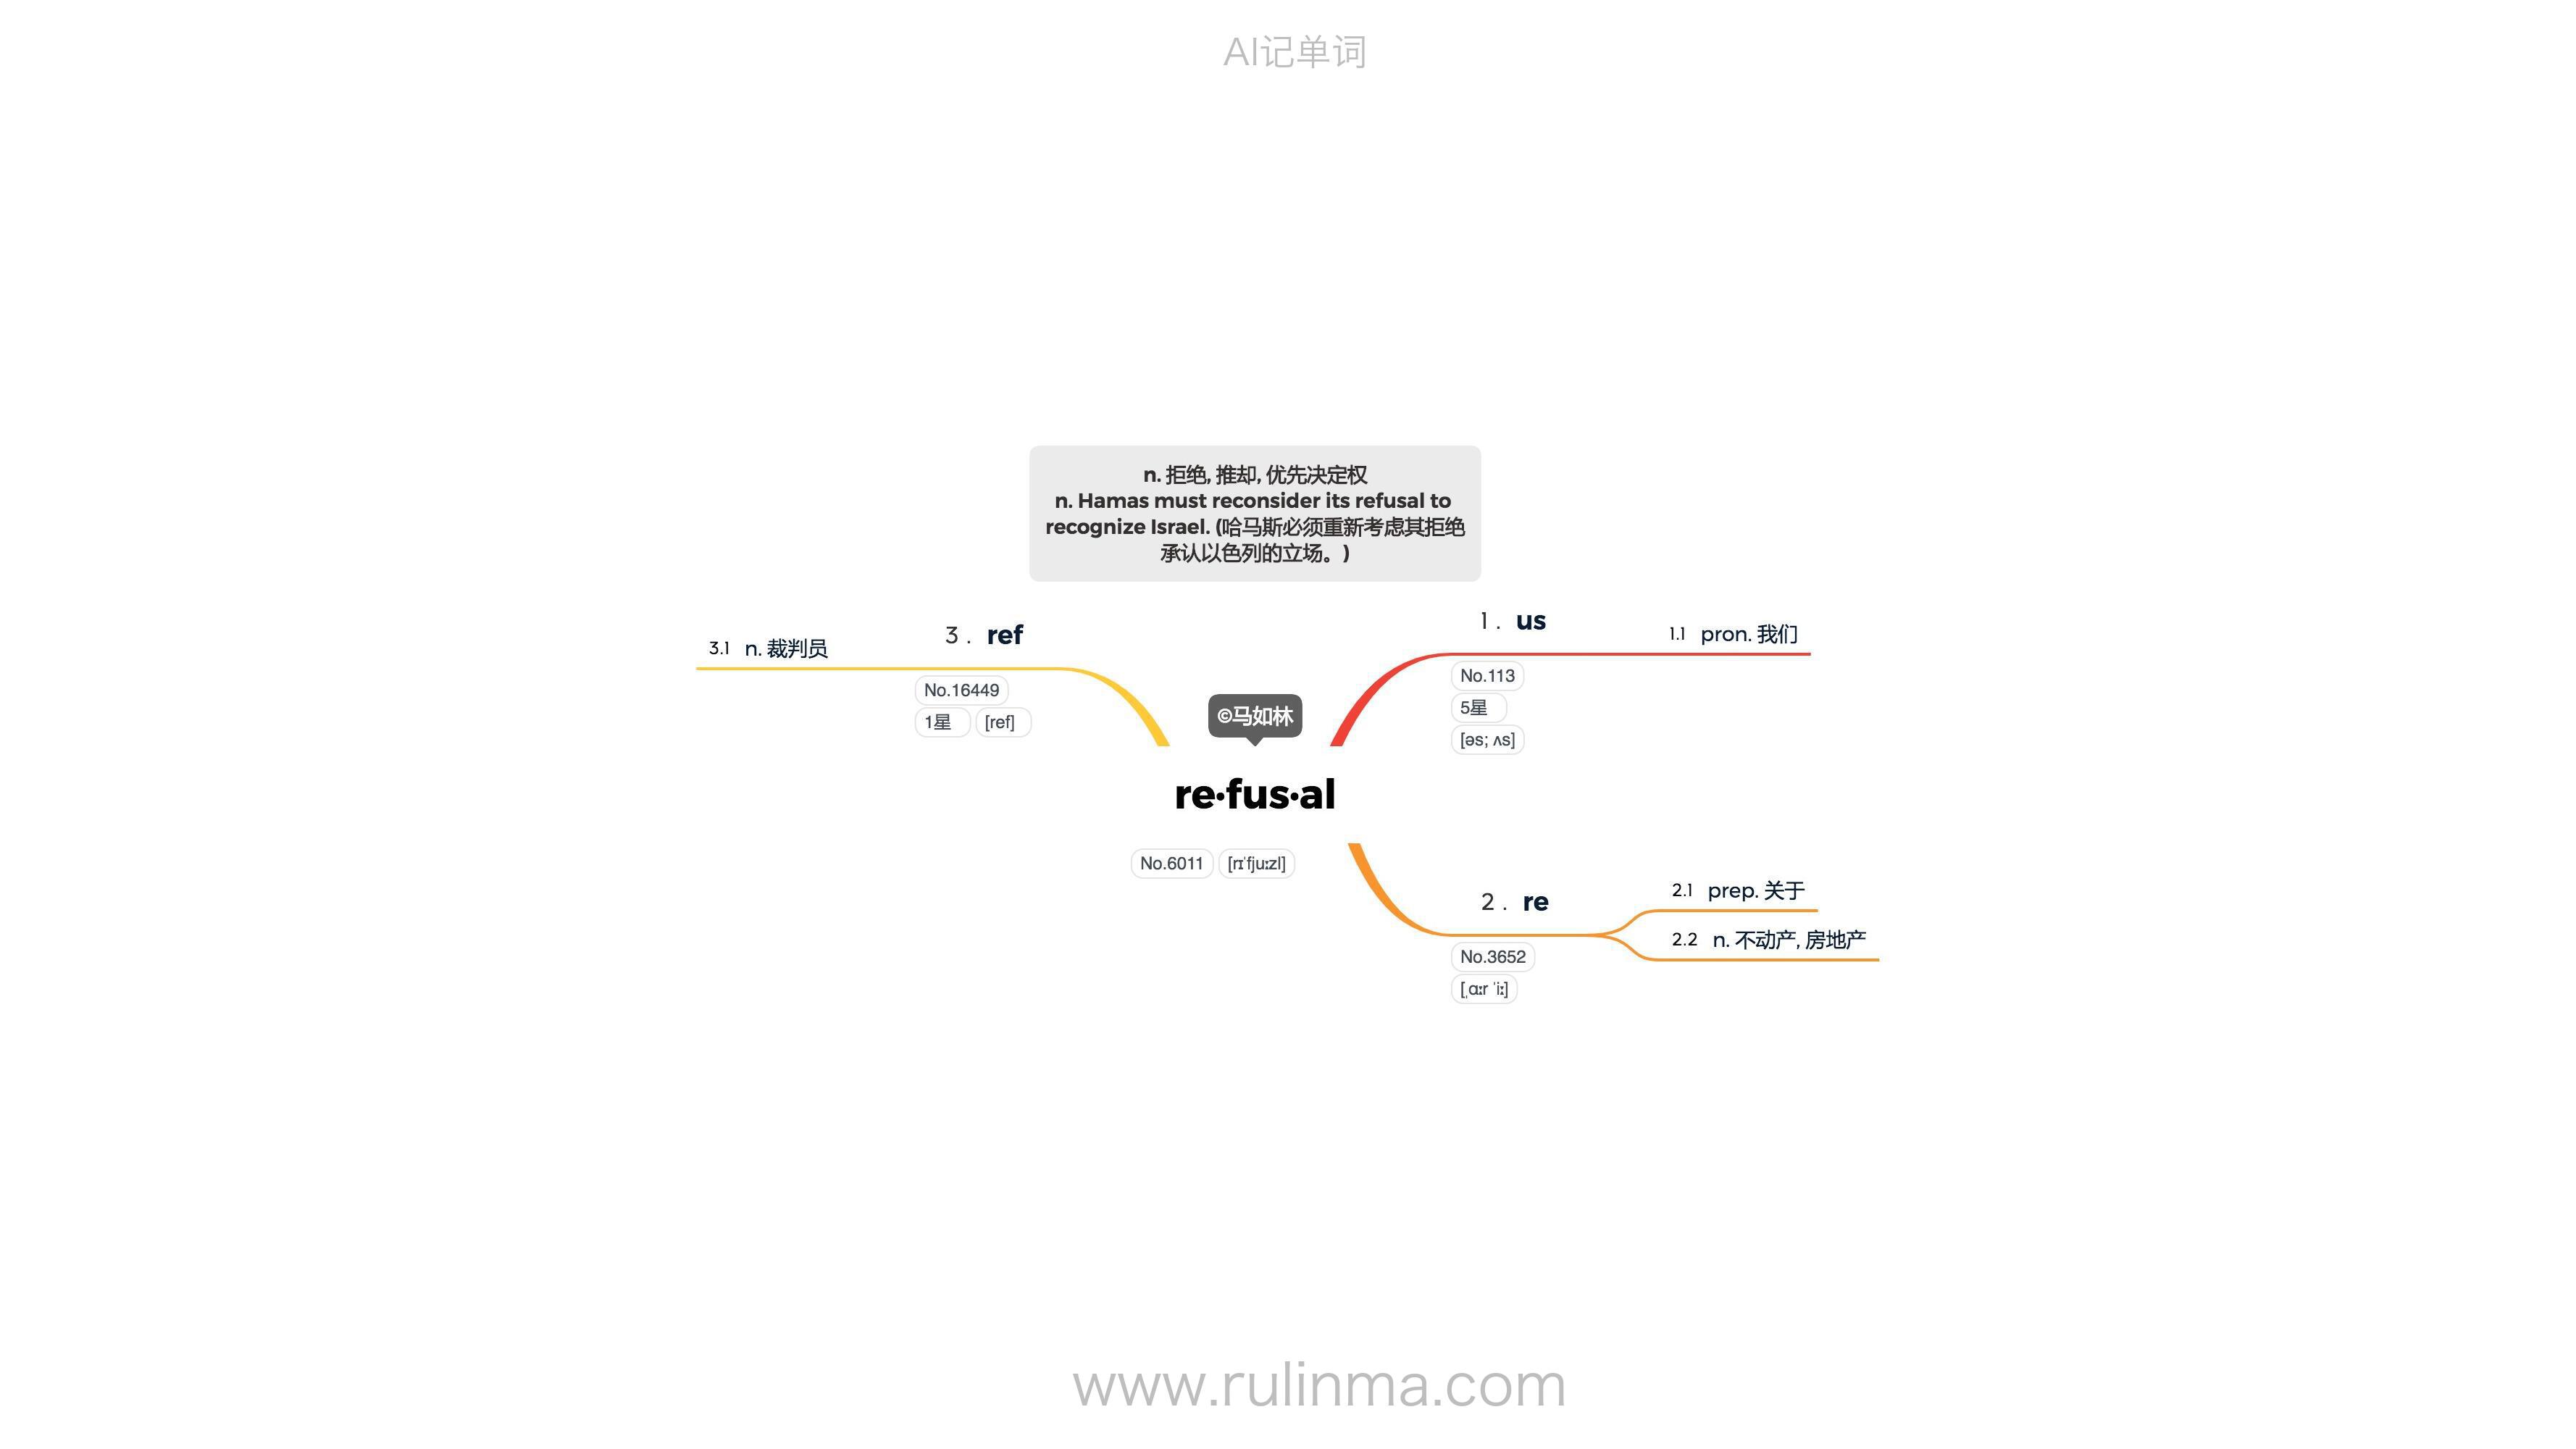 AI记单词
n. 拒绝, 推却, 优先决定权
n. Hamas must reconsider its refusal to
recognize Israel. (哈马斯必须重新考虑其拒绝
承认以色列的立场。)
1 . us
1.1 pron. 我们
No.113
5星
[əs; ʌs]
3 . ref
3.1 n. 裁判员
No.16449
1星 [ref]
©马如林
re·fus·al
No.6011 [rɪˈfjuːzl]
2 . re
2.1 prep. 关于
2.2 n. 不动产, 房地产
No.3652
[ˌɑːr ˈiː]
www.rulinma.com